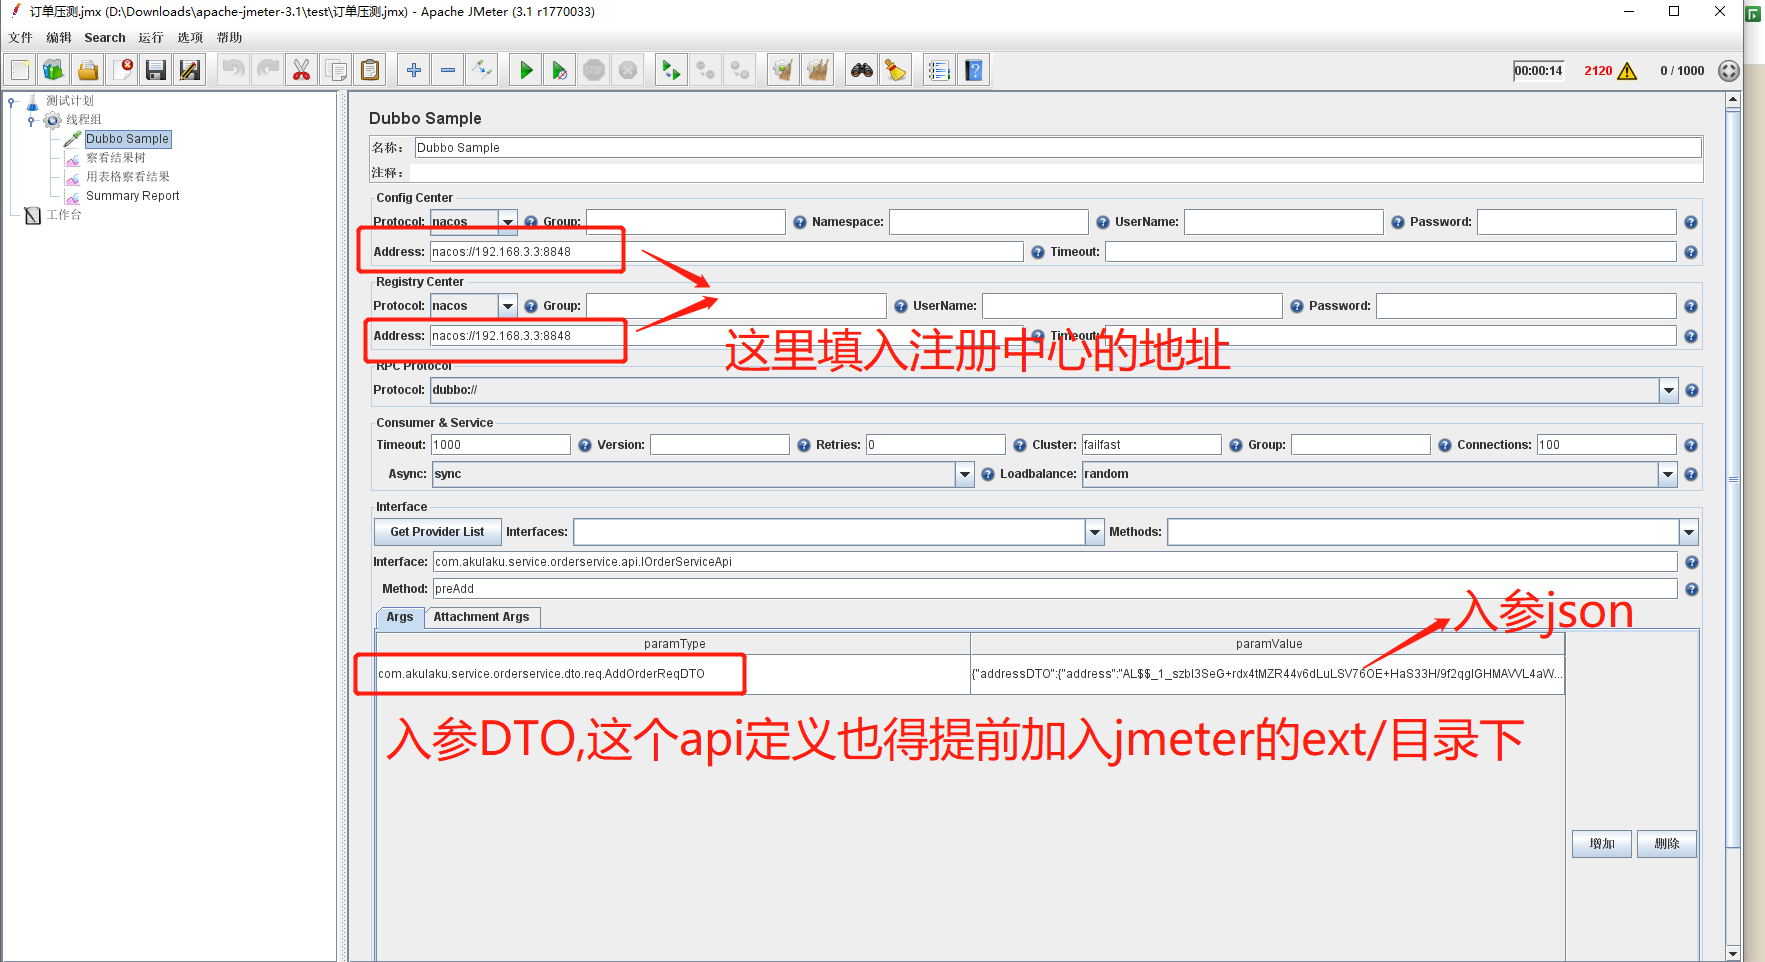 订单压测.jmx (D:\Downloads\apache-jmeter-3.1\test\订单压测.jmx) - Apache JMeter (3.1 r1770033)
文件 编辑 Search 运行 选项 帮助
00:00:14 2120 0 / 1000
测试计划
线程组
Dubbo Sample
察看结果树
用表格察看结果
Summary Report
工作台
Dubbo Sample
名称： Dubbo Sample
注释：
Config Center
Protocol: nacos Group: Namespace: UserName: Password:
Address: nacos://192.168.3.3:8848 Timeout:
Registry Center
Protocol: nacos Group: UserName: Password:
Address: nacos://192.168.3.3:8848 Timeout:
这里填入注册中心的地址
RPC Protocol
Protocol: dubbo://
Consumer & Service
Timeout: 1000 Version: Retries: 0 Cluster: failfast Group: Connections: 100
Async: sync Loadbalance: random
Interface
Get Provider List Interfaces: Methods:
Interface: com.akulaku.service.orderservice.api.IOrderServiceApi
Method: preAdd
入参json
Args Attachment Args
paramType paramValue
com.akulaku.service.orderservice.dto.req.AddOrderReqDTO {"addressDTO":{"address":"AL$$_1_szbI3SeG+rdx4tMZR44v6dLuLSV76OE+HaS33H/9f2qgIGHMAVVL4aW...
入参DTO,这个api定义也得提前加入jmeter的ext/目录下
增加 删除